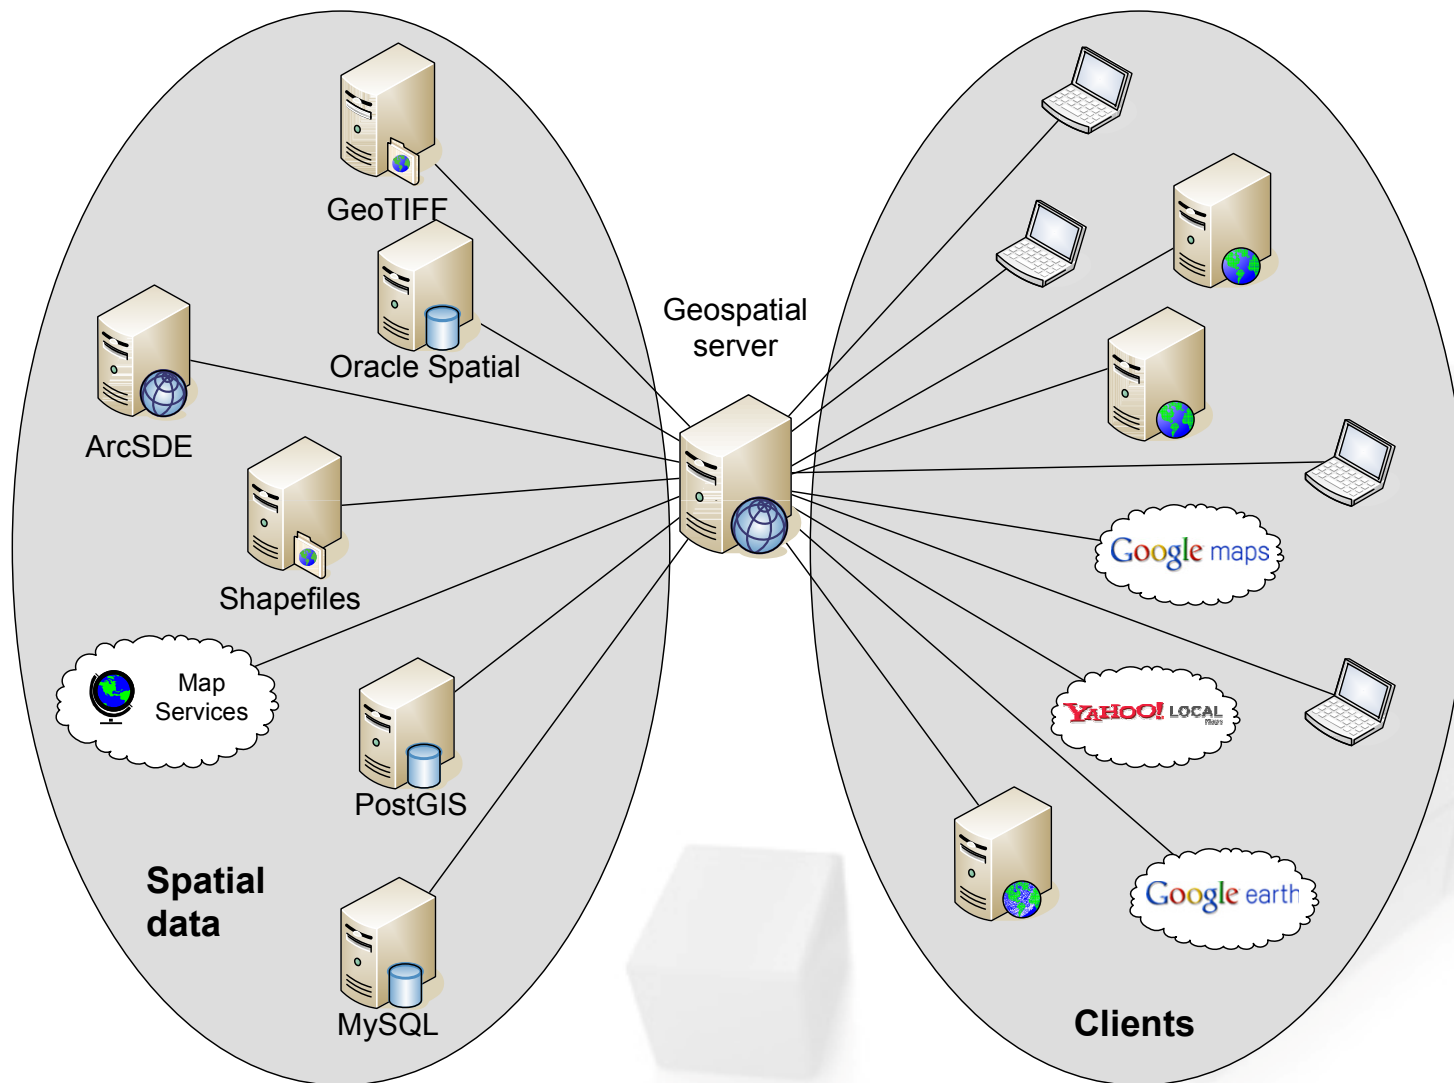 GeoTIFF
Oracle Spatial
ArcSDE
Shapefiles
Map
Services
PostGIS
MySQL
Spatial
data
Geospatial
server
Google maps
YAHOO! LOCAL
Maps
Google earth
Clients